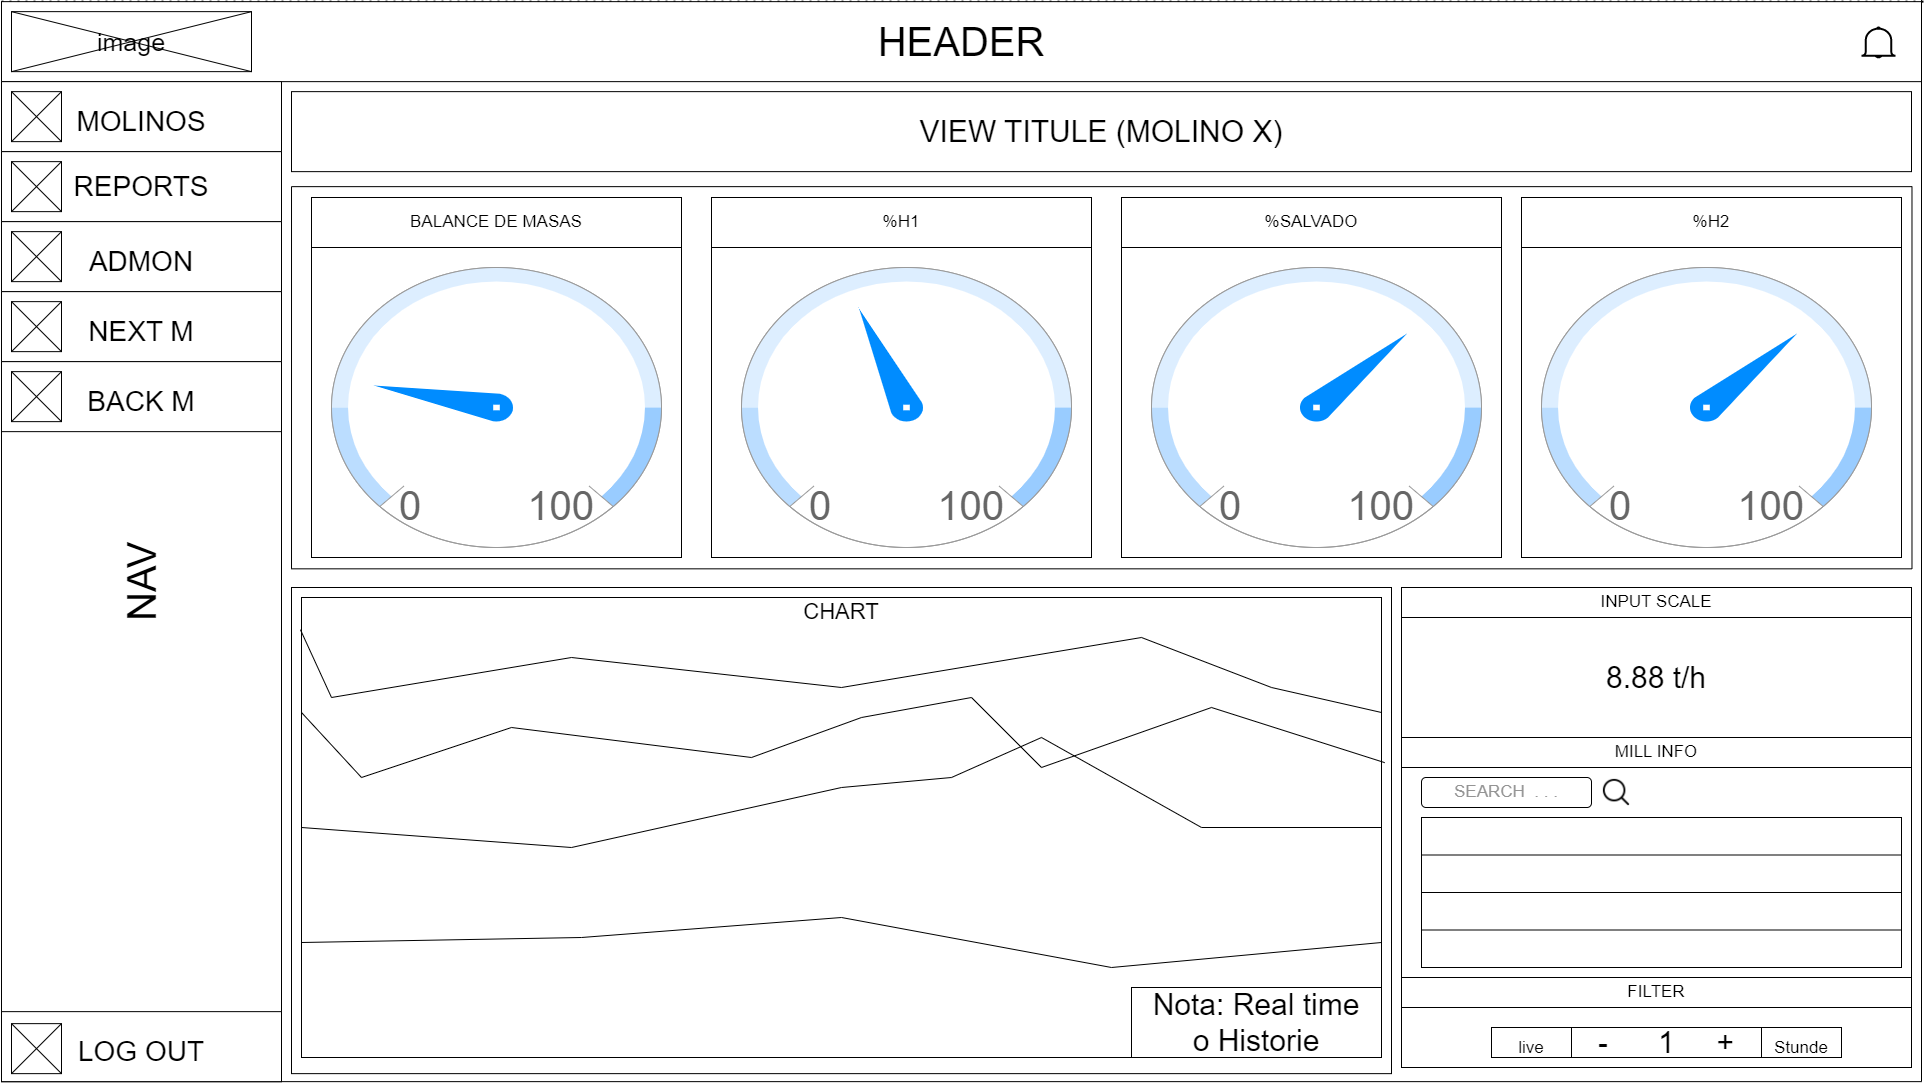 image
HEADER
MOLINOS
REPORTS
ADMON
NEXT M
BACK M
NAV
LOG OUT
VIEW TITULE (MOLINO X)
BALANCE DE MASAS
0 100
%H1
0 100
%SALVADO
0 100
%H2
0 100
CHART
Nota: Real time
o Historie
INPUT SCALE
8.88 t/h
MILL INFO
SEARCH . . .
FILTER
live - 1 + Stunde